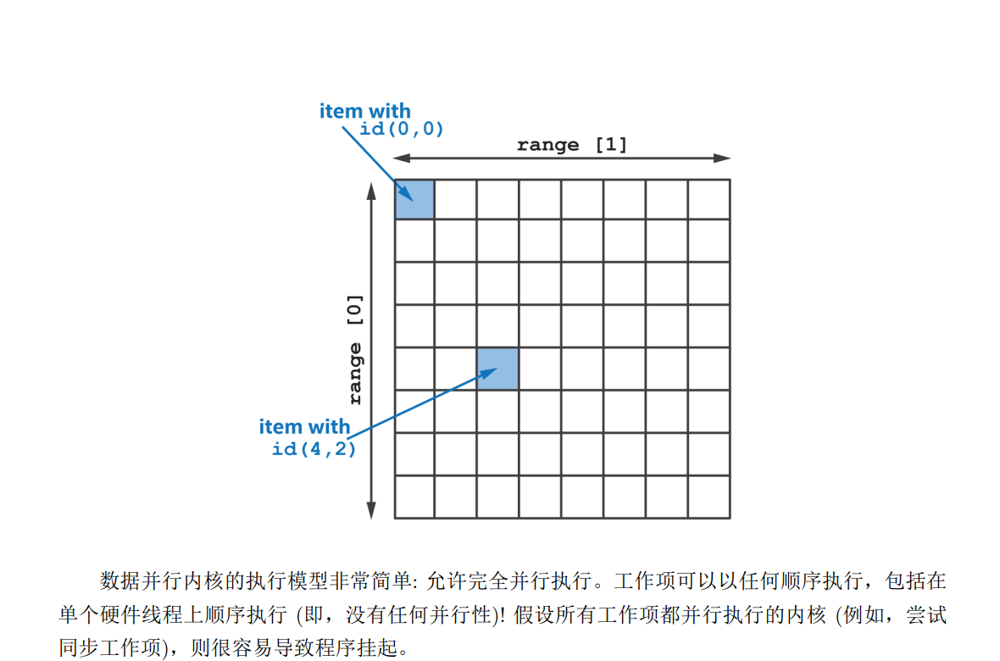 item with
id(0,0)
range [1]
range [0]
item with
id(4,2)
数据并行内核的执行模型非常简单: 允许完全并行执行。工作项可以以任何顺序执行，包括在
单个硬件线程上顺序执行 (即，没有任何并行性)! 假设所有工作项都并行执行的内核 (例如，尝试
同步工作项)，则很容易导致程序挂起。